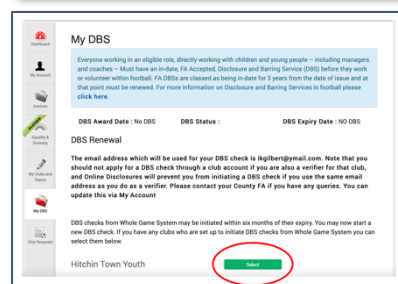 Dashboard
My Account
Invoices
Equality &
Diversity
My Clubs and
Teams
My DBS
Club Requests
My DBS
Everyone working in an eligible role, directly working with children and young people – including managers
and coaches – Must have an in-date, FA Accepted, Disclosure and Barring Service (DBS) before they work
or volunteer within football. FA DBSs are classed as being in-date for 3 years from the date of issue and at
that point must be renewed. For more information on Disclosure and Barring Services in football please
click here.
DBS Award Date : No DBS DBS Status : DBS Expiry Date : NO DBS
DBS Renewal
The email address which will be used for your DBS check is ikgilbert@ymail.com. Note that you
should not apply for a DBS check through a club account if you are also a verifier for that club,
and Online Disclosures will prevent you from initiating a DBS check if you use the same email
address as you do as a verifier. Please contact your County FA if you have any queries. You can
update this via My Account
DBS checks from Whole Game System may be initiated within six months of their expiry. You may now start a
new DBS check. If you have any clubs who are set up to initiate DBS checks from Whole Game System you can
select them below.
Hitchin Town Youth
Select